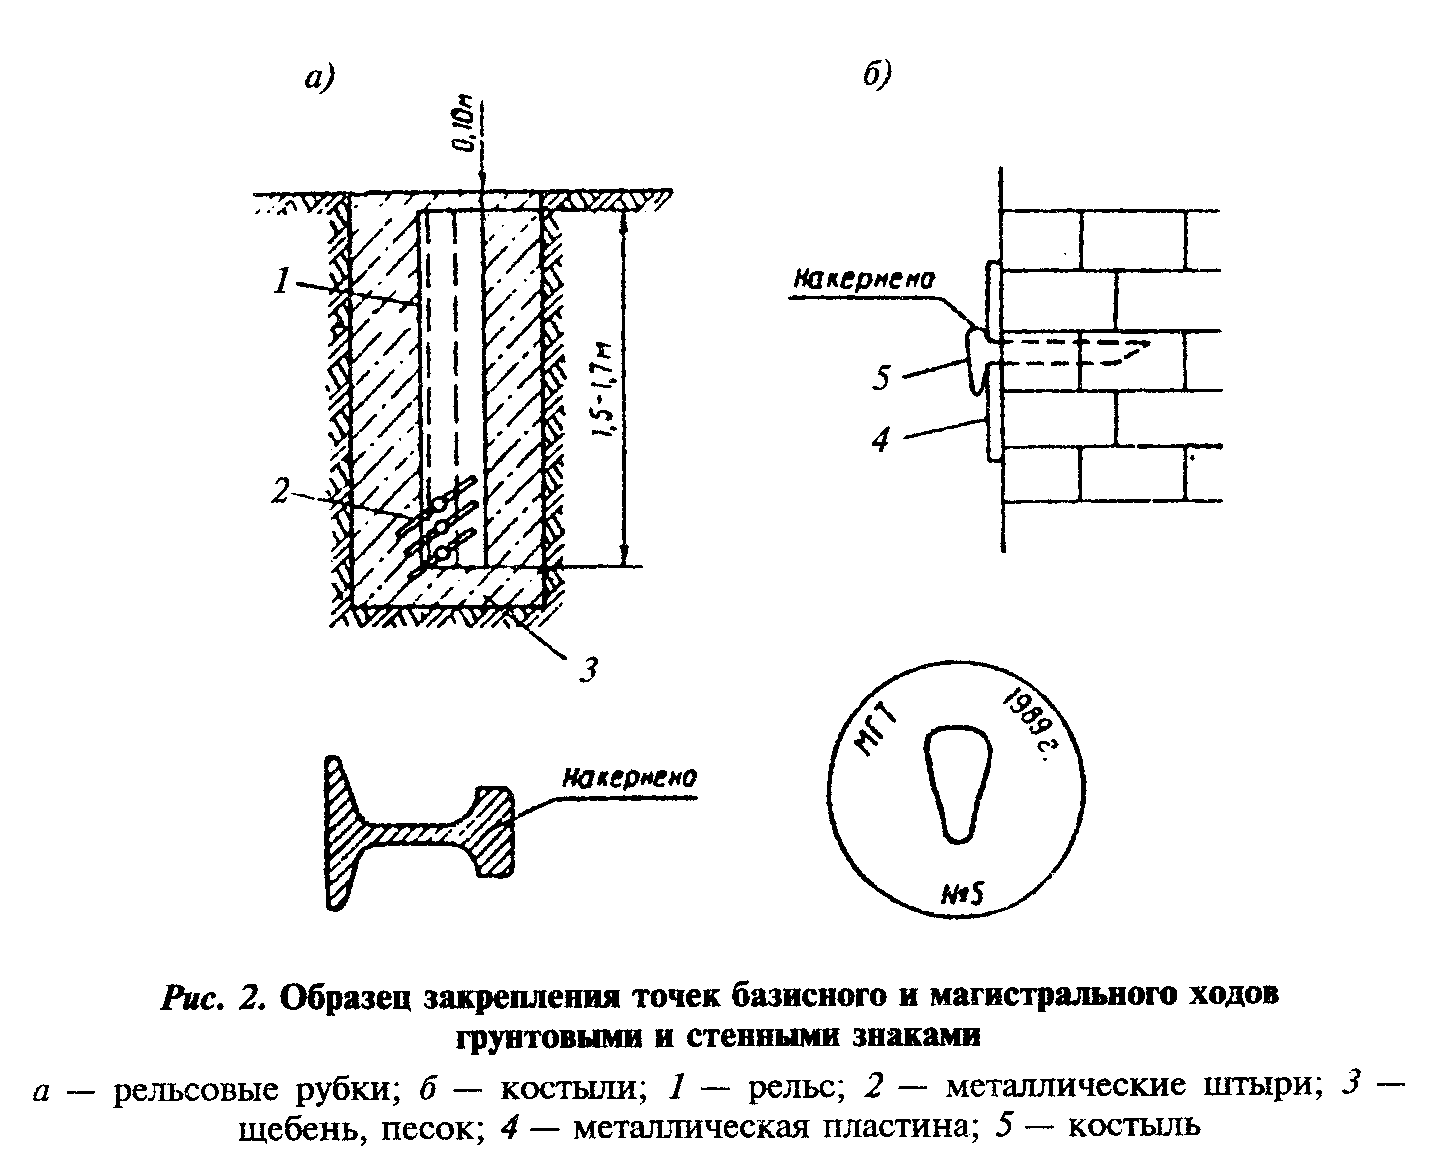 а)
б)
0,10м
1
1,5-1,7м
2
3
Накернено
5
4
Накернено
МГТ
1989г.
№5
Рис. 2. Образец закрепления точек базисного и магистрального ходов
грунтовыми и стенными знаками
а — рельсовые рубки; б — костыли; 1 — рельс; 2 — металлические штыри; 3 —
щебень, песок; 4 — металлическая пластина; 5 — костыль